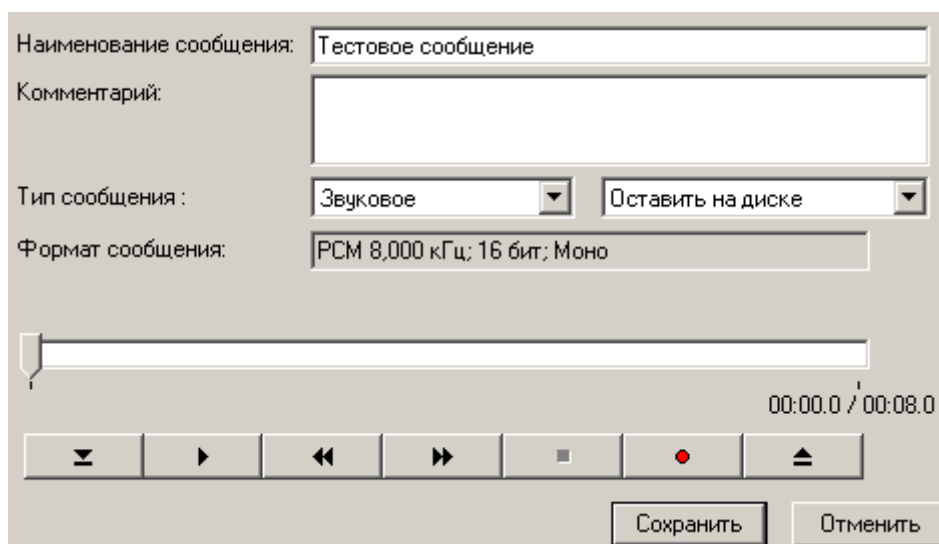 Наименование сообщения: Тестовое сообщение
Комментарий:
Тип сообщения : Звуковое Оставить на диске
Формат сообщения: PCM 8,000 кГц; 16 бит; Моно
00:00.0 / 00:08.0
Сохранить Отменить